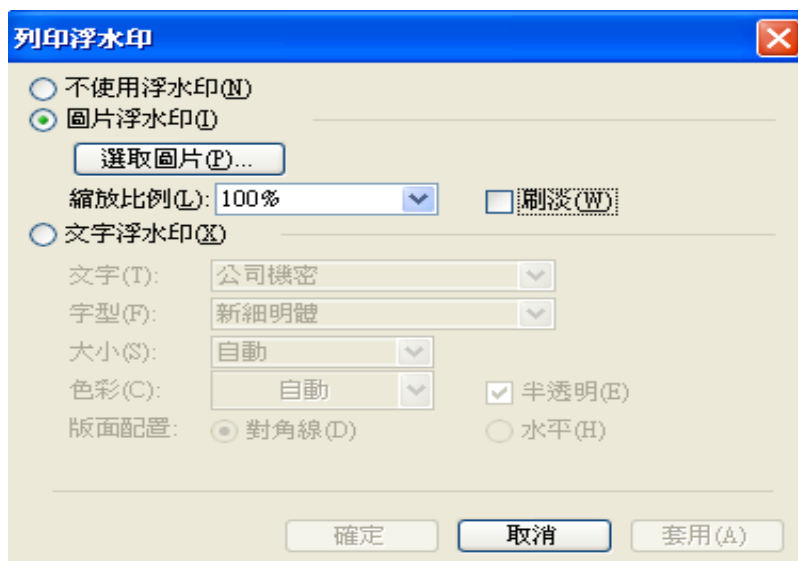 列印浮水印
不使用浮水印(N)
圖片浮水印(I)
選取圖片(P)...
縮放比例(L): 100% 刷淡(W)
文字浮水印(X)
文字(T): 公司機密
字型(F): 新細明體
大小(S): 自動
色彩(C): 自動 半透明(E)
版面配置: 對角線(D) 水平(H)
確定 取消 套用(A)